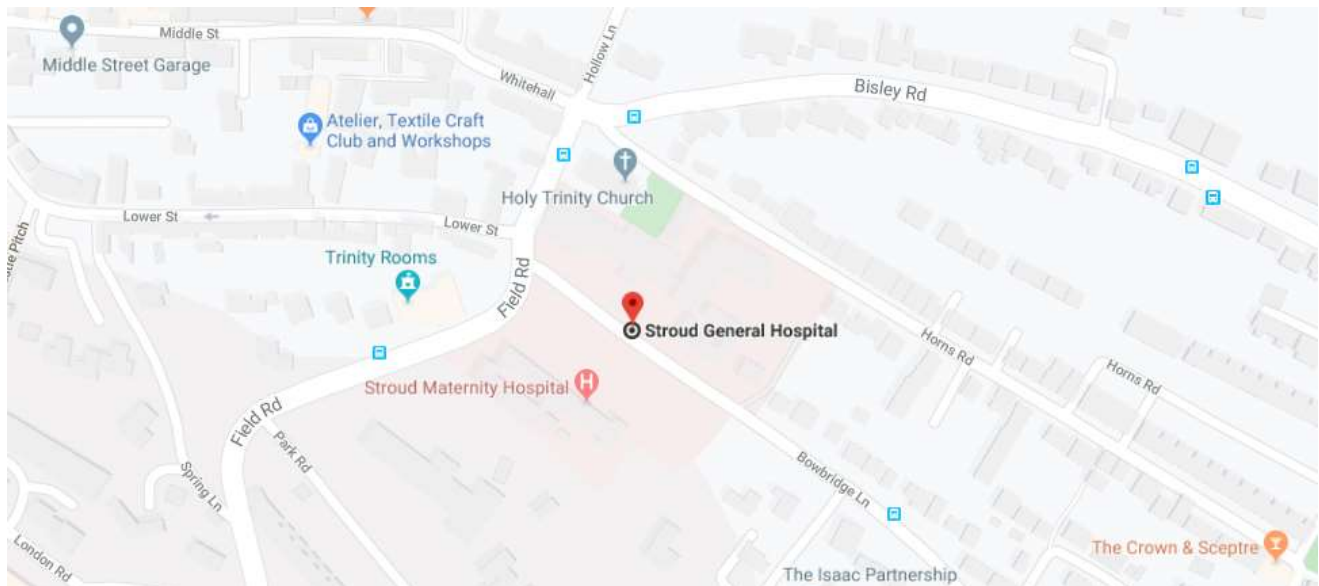 Middle St
Middle Street Garage
Whitehall
Hollow Ln
Bisley Rd
Atelier, Textile Craft
Club and Workshops
Holy Trinity Church
Lower St
Lower St
Trinity Rooms
Field Rd
Stroud General Hospital
Horns Rd
Horns Rd
Stroud Maternity Hospital
Field Rd
Park Rd
Spring Ln
Bowbridge Ln
London Rd
The Crown & Sceptre
The Isaac Partnership
Pitch